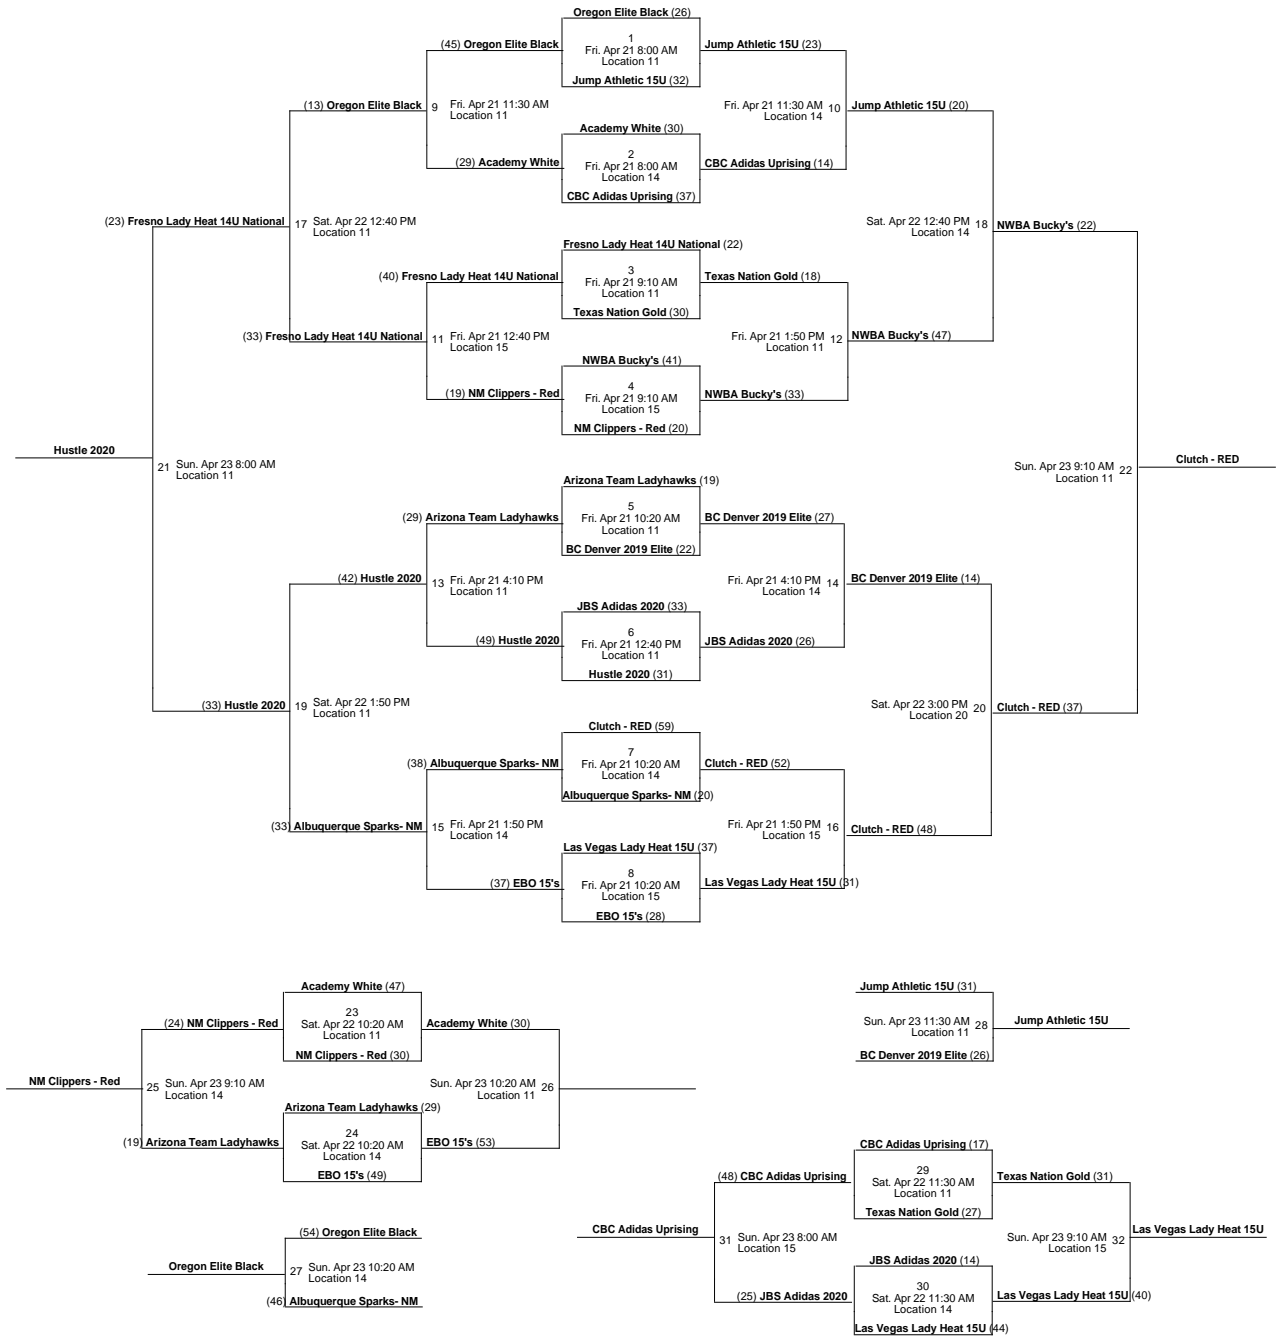 Oregon Elite Black (26)
1
Fri. Apr 21 8:00 AM
Location 11
Jump Athletic 15U (32)
(45) Oregon Elite Black
Jump Athletic 15U (23)
9 Fri. Apr 21 11:30 AM
Location 11
(13) Oregon Elite Black
Fri. Apr 21 11:30 AM 10
Location 14
Jump Athletic 15U (20)
Academy White (30)
2
Fri. Apr 21 8:00 AM
Location 14
CBC Adidas Uprising (37)
(29) Academy White
CBC Adidas Uprising (14)
(23) Fresno Lady Heat 14U National
17 Sat. Apr 22 12:40 PM
Location 11
Sat. Apr 22 12:40 PM 18
Location 14
NWBA Bucky's (22)
Fresno Lady Heat 14U National (22)
3
Fri. Apr 21 9:10 AM
Location 11
Texas Nation Gold (30)
(40) Fresno Lady Heat 14U National
Texas Nation Gold (18)
(33) Fresno Lady Heat 14U National
11 Fri. Apr 21 12:40 PM
Location 15
Fri. Apr 21 1:50 PM 12
Location 11
NWBA Bucky's (47)
NWBA Bucky's (41)
4
Fri. Apr 21 9:10 AM
Location 15
NM Clippers - Red (20)
(19) NM Clippers - Red
NWBA Bucky's (33)
Hustle 2020
21 Sun. Apr 23 8:00 AM
Location 11
Sun. Apr 23 9:10 AM 22
Location 11
Clutch - RED
Arizona Team Ladyhawks (19)
5
Fri. Apr 21 10:20 AM
Location 11
BC Denver 2019 Elite (22)
(29) Arizona Team Ladyhawks
BC Denver 2019 Elite (27)
(42) Hustle 2020
13 Fri. Apr 21 4:10 PM
Location 11
Fri. Apr 21 4:10 PM 14
Location 14
BC Denver 2019 Elite (14)
JBS Adidas 2020 (33)
6
Fri. Apr 21 12:40 PM
Location 11
Hustle 2020 (31)
(49) Hustle 2020
JBS Adidas 2020 (26)
(33) Hustle 2020
19 Sat. Apr 22 1:50 PM
Location 11
Sat. Apr 22 3:00 PM 20
Location 20
Clutch - RED (37)
Clutch - RED (59)
7
Fri. Apr 21 10:20 AM
Location 14
Albuquerque Sparks- NM (20)
(38) Albuquerque Sparks- NM
Clutch - RED (52)
(33) Albuquerque Sparks- NM
15 Fri. Apr 21 1:50 PM
Location 14
Fri. Apr 21 1:50 PM 16
Location 15
Clutch - RED (48)
Las Vegas Lady Heat 15U (37)
8
Fri. Apr 21 10:20 AM
Location 15
EBO 15's (28)
(37) EBO 15's
Las Vegas Lady Heat 15U (31)
Academy White (47)
23
Sat. Apr 22 10:20 AM
Location 11
NM Clippers - Red (30)
(24) NM Clippers - Red
Academy White (30)
NM Clippers - Red
25 Sun. Apr 23 9:10 AM
Location 14
Sun. Apr 23 10:20 AM 26
Location 11
Arizona Team Ladyhawks (29)
24
Sat. Apr 22 10:20 AM
Location 14
EBO 15's (49)
(19) Arizona Team Ladyhawks
EBO 15's (53)
Jump Athletic 15U (31)
Sun. Apr 23 11:30 AM 28
Location 11
Jump Athletic 15U
BC Denver 2019 Elite (26)
(54) Oregon Elite Black
Oregon Elite Black
27 Sun. Apr 23 10:20 AM
Location 14
(46) Albuquerque Sparks- NM
CBC Adidas Uprising (17)
29
Sat. Apr 22 11:30 AM
Location 11
Texas Nation Gold (27)
(48) CBC Adidas Uprising
Texas Nation Gold (31)
CBC Adidas Uprising
31 Sun. Apr 23 8:00 AM
Location 15
Sun. Apr 23 9:10 AM 32
Location 15
Las Vegas Lady Heat 15U
JBS Adidas 2020 (14)
30
Sat. Apr 22 11:30 AM
Location 14
Las Vegas Lady Heat 15U (44)
(25) JBS Adidas 2020
Las Vegas Lady Heat 15U (40)